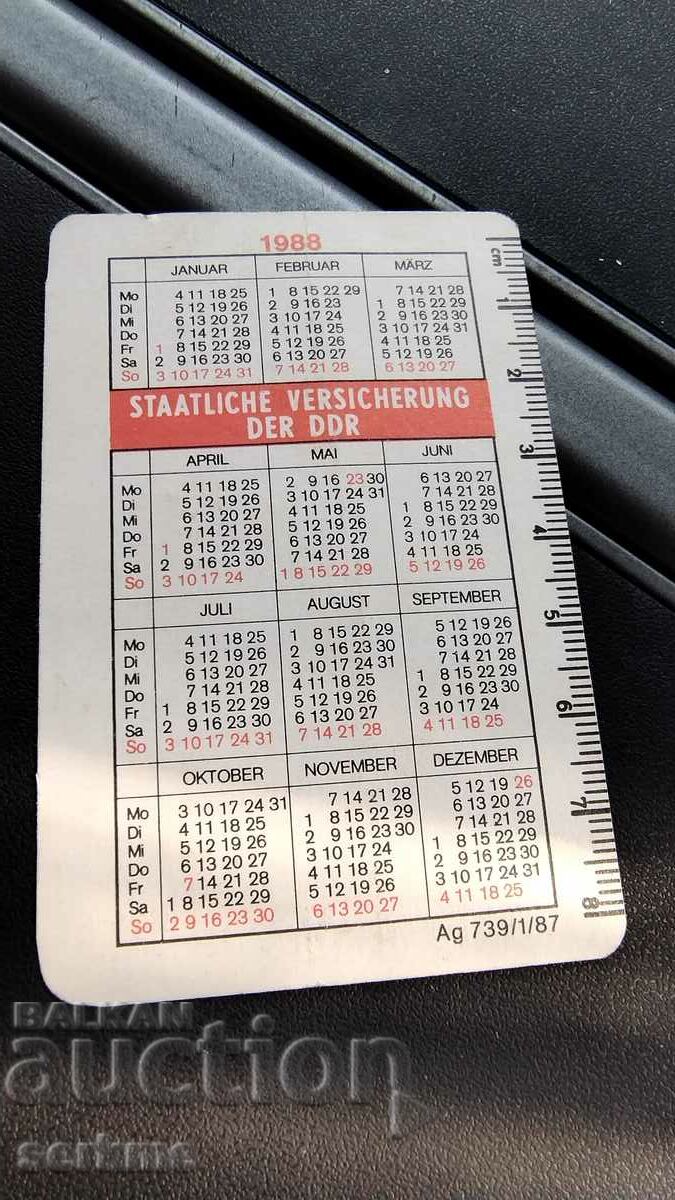 1988
cm 1 2 3 4 5 6 7 8
JANUAR FEBRUAR MÄRZ
Mo 4 11 18 25 1 8 15 22 29 7 14 21 28
Di 5 12 19 26 2 9 16 23 1 8 15 22 29
Mi 6 13 20 27 3 10 17 24 2 9 16 23 30
Do 7 14 21 28 4 11 18 25 3 10 17 24 31
Fr 1 8 15 22 29 5 12 19 26 4 11 18 25
Sa 2 9 16 23 30 6 13 20 27 5 12 19 26
So 3 10 17 24 31 7 14 21 28 6 13 20 27
STAATLICHE VERSICHERUNG
DER DDR
APRIL MAI JUNI
Mo 4 11 18 25 2 9 16 23 30 6 13 20 27
Di 5 12 19 26 3 10 17 24 31 7 14 21 28
Mi 6 13 20 27 4 11 18 25 1 8 15 22 29
Do 7 14 21 28 5 12 19 26 2 9 16 23 30
Fr 1 8 15 22 29 6 13 20 27 3 10 17 24
Sa 2 9 16 23 30 7 14 21 28 4 11 18 25
So 3 10 17 24 1 8 15 22 29 5 12 19 26
JULI AUGUST SEPTEMBER
Mo 4 11 18 25 1 8 15 22 29 5 12 19 26
Di 5 12 19 26 2 9 16 23 30 6 13 20 27
Mi 6 13 20 27 3 10 17 24 31 7 14 21 28
Do 7 14 21 28 4 11 18 25 1 8 15 22 29
Fr 1 8 15 22 29 5 12 19 26 2 9 16 23 30
Sa 2 9 16 23 30 6 13 20 27 3 10 17 24
So 3 10 17 24 31 7 14 21 28 4 11 18 25
OKTOBER NOVEMBER DEZEMBER
Mo 3 10 17 24 31 7 14 21 28 5 12 19 26
Di 4 11 18 25 1 8 15 22 29 6 13 20 27
Mi 5 12 19 26 2 9 16 23 30 7 14 21 28
Do 6 13 20 27 3 10 17 24 1 8 15 22 29
Fr 7 14 21 28 4 11 18 25 2 9 16 23 30
Sa 1 8 15 22 29 5 12 19 26 3 10 17 24 31
So 2 9 16 23 30 6 13 20 27 4 11 18 25
Ag 739/1/87
BALKAN
auction
serkme